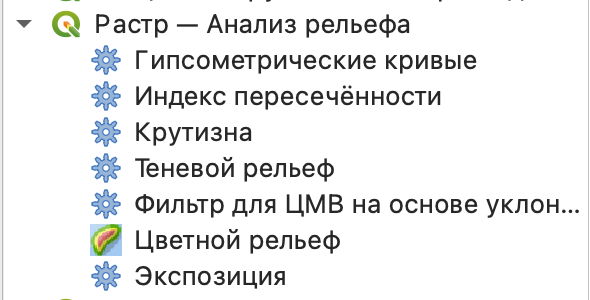 Растр — Анализ рельефа
Гипсометрические кривые
Индекс пересечённости
Крутизна
Теневой рельеф
Фильтр для ЦМВ на основе уклон...
Цветной рельеф
Экспозиция